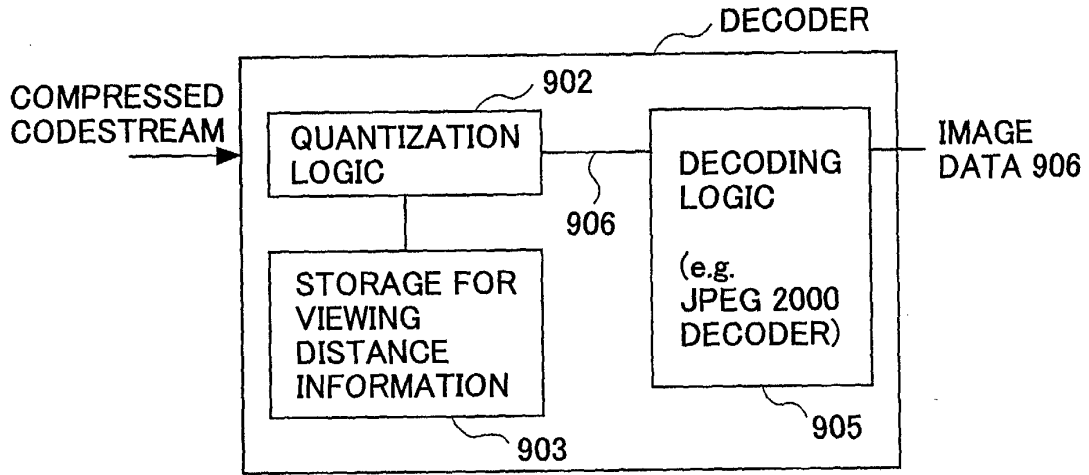 DECODER
COMPRESSED
CODESTREAM
902
QUANTIZATION
LOGIC
906
DECODING
LOGIC
(e.g.
JPEG 2000
DECODER)
IMAGE
DATA 906
STORAGE FOR
VIEWING
DISTANCE
INFORMATION
903
905